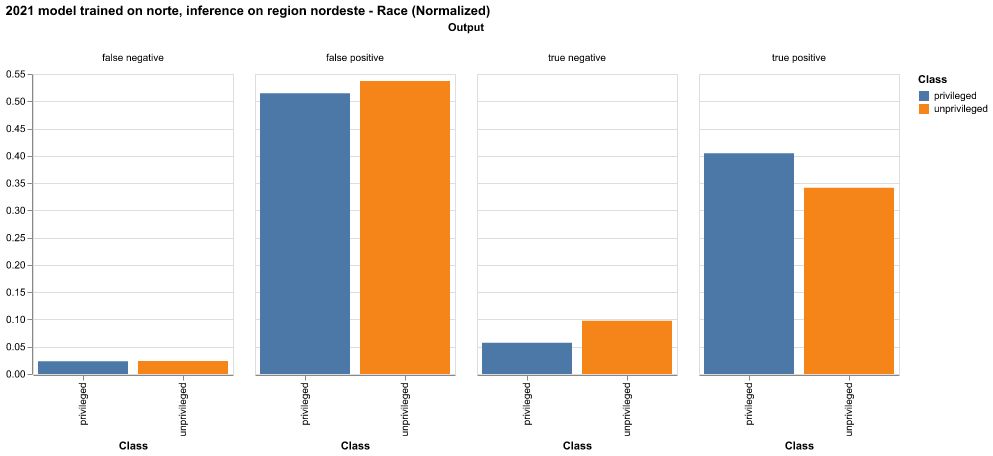 2021 model trained on norte, inference on region nordeste - Race (Normalized)
Output
false negative
false positive
true negative
true positive
0.55
0.50
0.45
0.40
0.35
0.30
0.25
0.20
0.15
0.10
0.05
0.00
privileged
unprivileged
privileged
unprivileged
privileged
unprivileged
privileged
unprivileged
Class
Class
Class
Class
Class
privileged
unprivileged